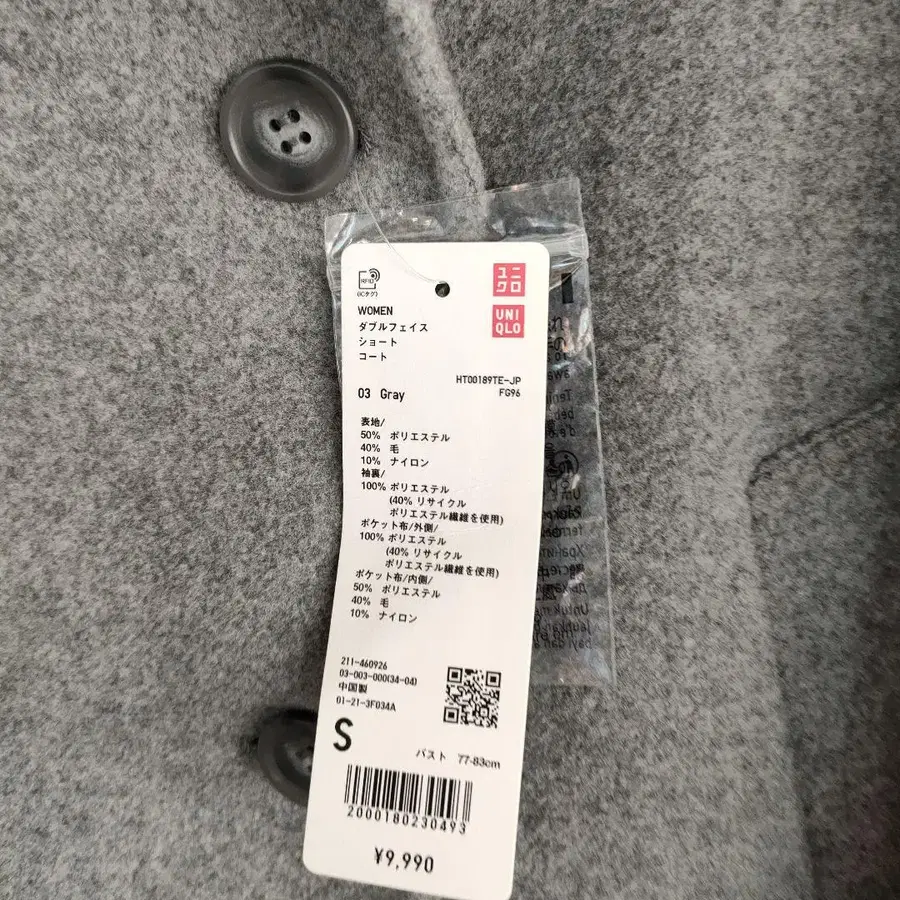 RFID
(ICタグ)
ユニ
クロ
UNI
QLO
WOMEN
ダブルフェイス
ショート
コート
HT00189TE-JP
FG96
03 Gray
表地/
50% ポリエステル
40% 毛
10% ナイロン
袖裏/
100% ポリエステル
(40% リサイクル
ポリエステル繊維を使用)
ポケット布/外側/
100% ポリエステル
(40% リサイクル
ポリエステル繊維を使用)
ポケット布/内側/
50% ポリエステル
40% 毛
10% ナイロン
211-460926
03-003-000(34-04)
中国製
01-21-3F034A
S
バスト 77-83cm
2000180230493
¥9,990